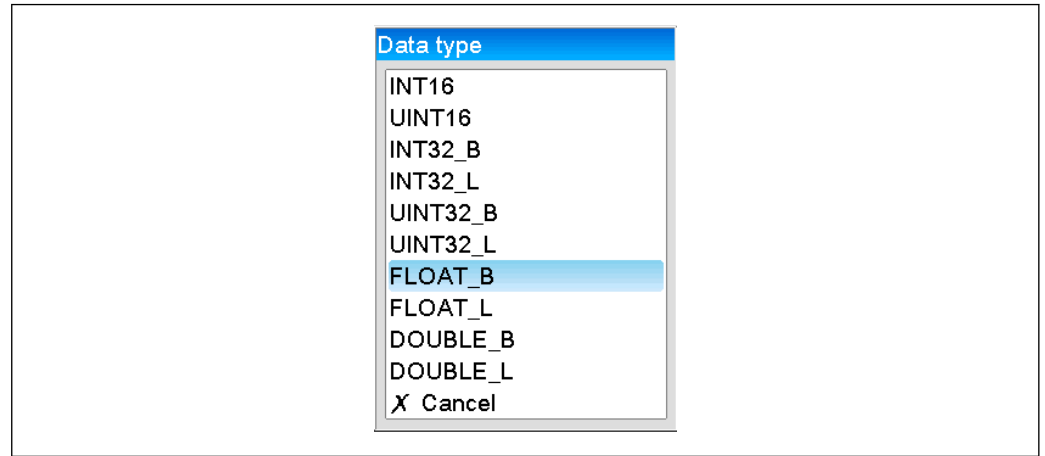 Data type
INT16
UINT16
INT32_B
INT32_L
UINT32_B
UINT32_L
FLOAT_B
FLOAT_L
DOUBLE_B
DOUBLE_L
X Cancel